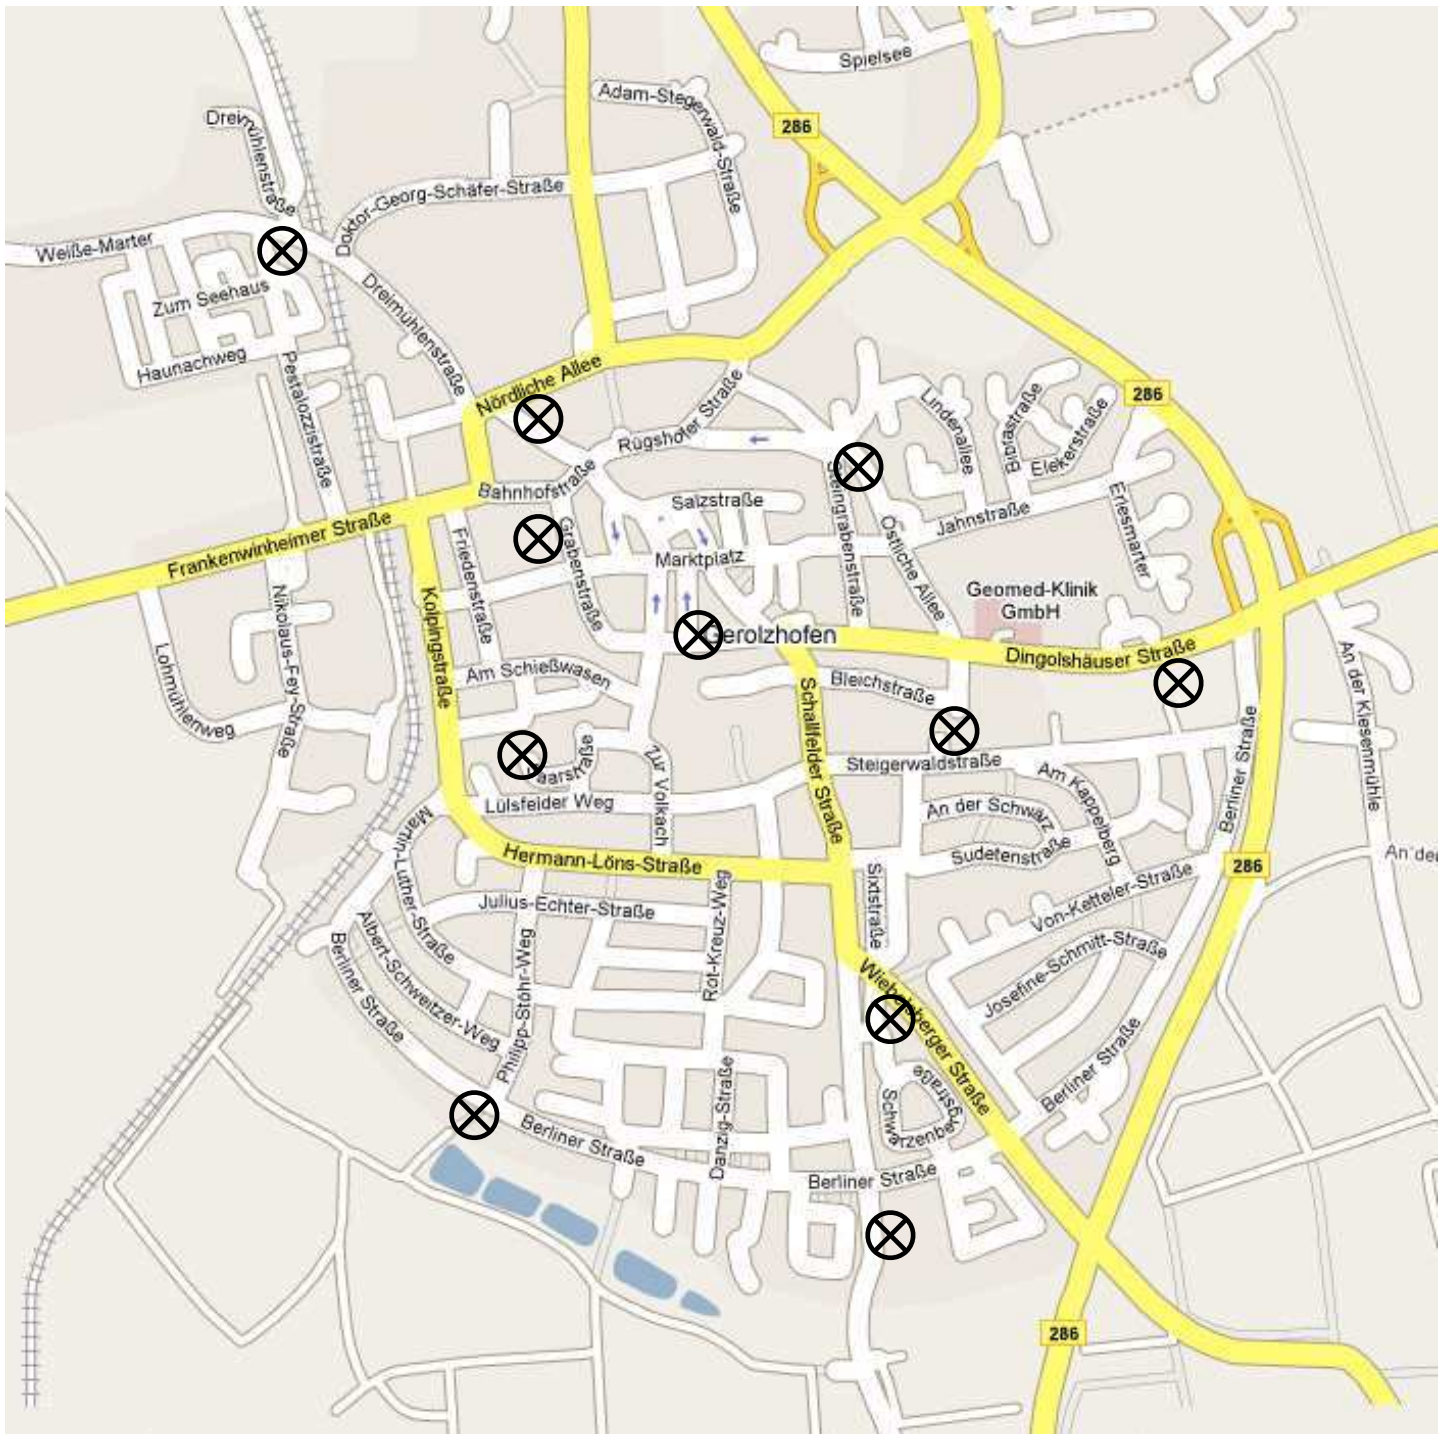 Spielsee
Adam-Stegerwald-Straße
286
Dreimühlenstraße
Doktor-Georg-Schäfer-Straße
Weiße-Marter
Zum Seehaus
Dreimühlenstraße
Haunachweg
Pestalozzistraße
Nördliche Allee
Rügshofer Straße
Lindenallee
Bibrastraße
Elekerstraße
286
Bahnhofstraße
Salzstraße
Steingrabenstraße
Östliche Allee
Jahnstraße
Erlesmarter
Frankenwinheimer Straße
Friedenstraße
Grabenstraße
Marktplatz
Geomed-Klinik
GmbH
Kolpingstraße
Nikolaus-Fey-Straße
Lohmühlenweg
Gerolzhofen
Dingolshäuser Straße
An der Kiesenmühle
Am Schießwasen
Bleichstraße
Schallfelder Straße
Zur Volkach
Steigerwaldstraße
Am Kappelberg
Berliner Straße
Lülsfelder Weg
An der Schwärz
Sudetenstraße
Martin-Luther-Straße
Hermann-Löns-Straße
286
Sixtstraße
Von-Ketteler-Straße
Julius-Echter-Straße
Rot-Kreuz-Weg
Albert-Schweitzer-Weg
Berliner Straße
Philipp-Stöhr-Weg
Josefine-Schmitt-Straße
Wiebelsberger Straße
Berliner Straße
Schwarzenbergstraße
Danzig-Straße
Berliner Straße
Berliner Straße
286